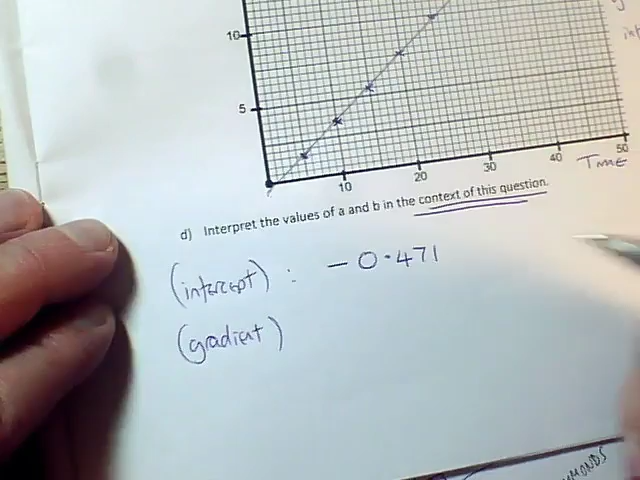 10
5
10
20
30
40
50
Time
d) Interpret the values of a and b in the context of this question.
(intercept) : - 0.471
(gradient)